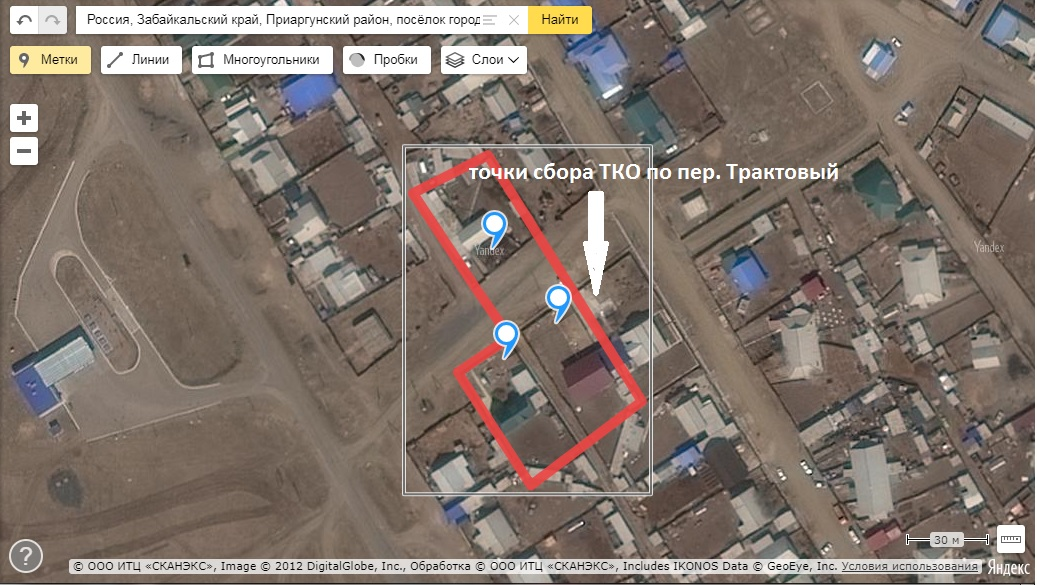 Россия, Забайкальский край, Приаргунский район, посёлок город
Найти
Метки
Линии
Многоугольники
Пробки
Слои
+
−
точки сбора ТКО по пер. Трактовый
Yandex
Yandex
30 м
?
© ООО ИТЦ «СКАНЭКС», Image © 2012 DigitalGlobe, Inc., Обработка © ООО ИТЦ «СКАНЭКС», Includes IKONOS Data © GeoEye, Inc. Условия использования
Яндекс